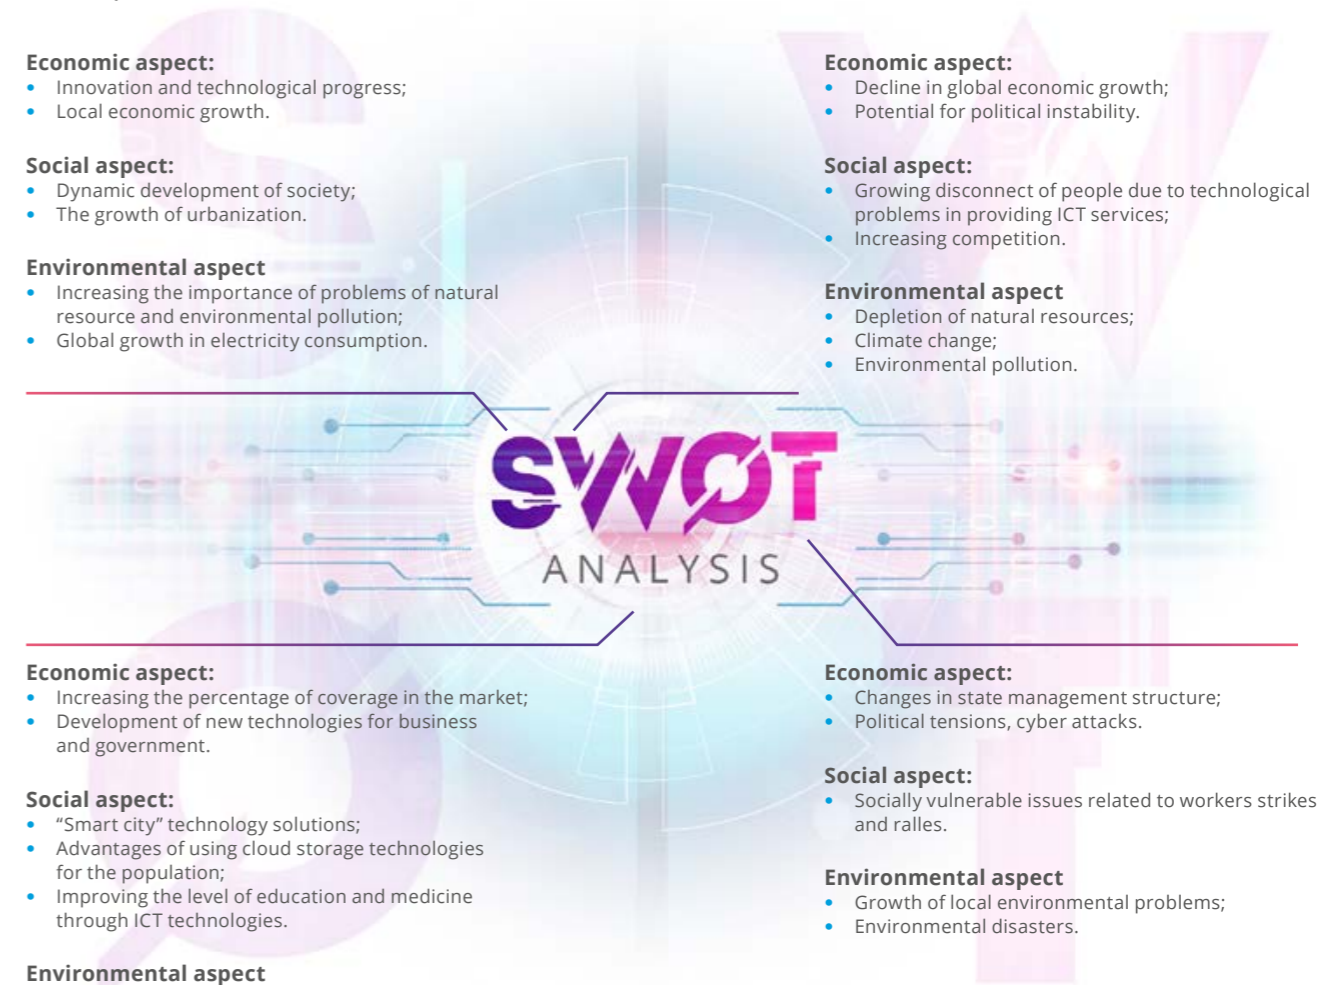 Economic aspect:
• Innovation and technological progress;
• Local economic growth.
Social aspect:
• Dynamic development of society;
• The growth of urbanization.
Environmental aspect
• Increasing the importance of problems of natural
resource and environmental pollution;
• Global growth in electricity consumption.
Economic aspect:
• Decline in global economic growth;
• Potential for political instability.
Social aspect:
• Growing disconnect of people due to technological
problems in providing ICT services;
• Increasing competition.
Environmental aspect
• Depletion of natural resources;
• Climate change;
• Environmental pollution.
SWOT
ANALYSIS
Economic aspect:
• Increasing the percentage of coverage in the market;
• Development of new technologies for business
and government.
Social aspect:
• “Smart city” technology solutions;
• Advantages of using cloud storage technologies
for the population;
• Improving the level of education and medicine
through ICT technologies.
Environmental aspect
Economic aspect:
• Changes in state management structure;
• Political tensions, cyber attacks.
Social aspect:
• Socially vulnerable issues related to workers strikes
and ralles.
Environmental aspect
• Growth of local environmental problems;
• Environmental disasters.
S
W
O
T